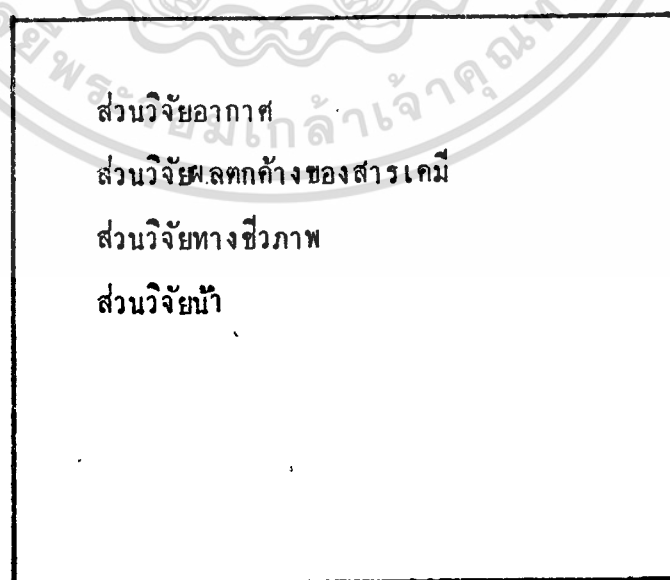 ส่วนวิจัยอากาศ
ส่วนวิจัยผลตกค้างของสารเคมี
ส่วนวิจัยทางชีวภาพ
ส่วนวิจัยน้ำ